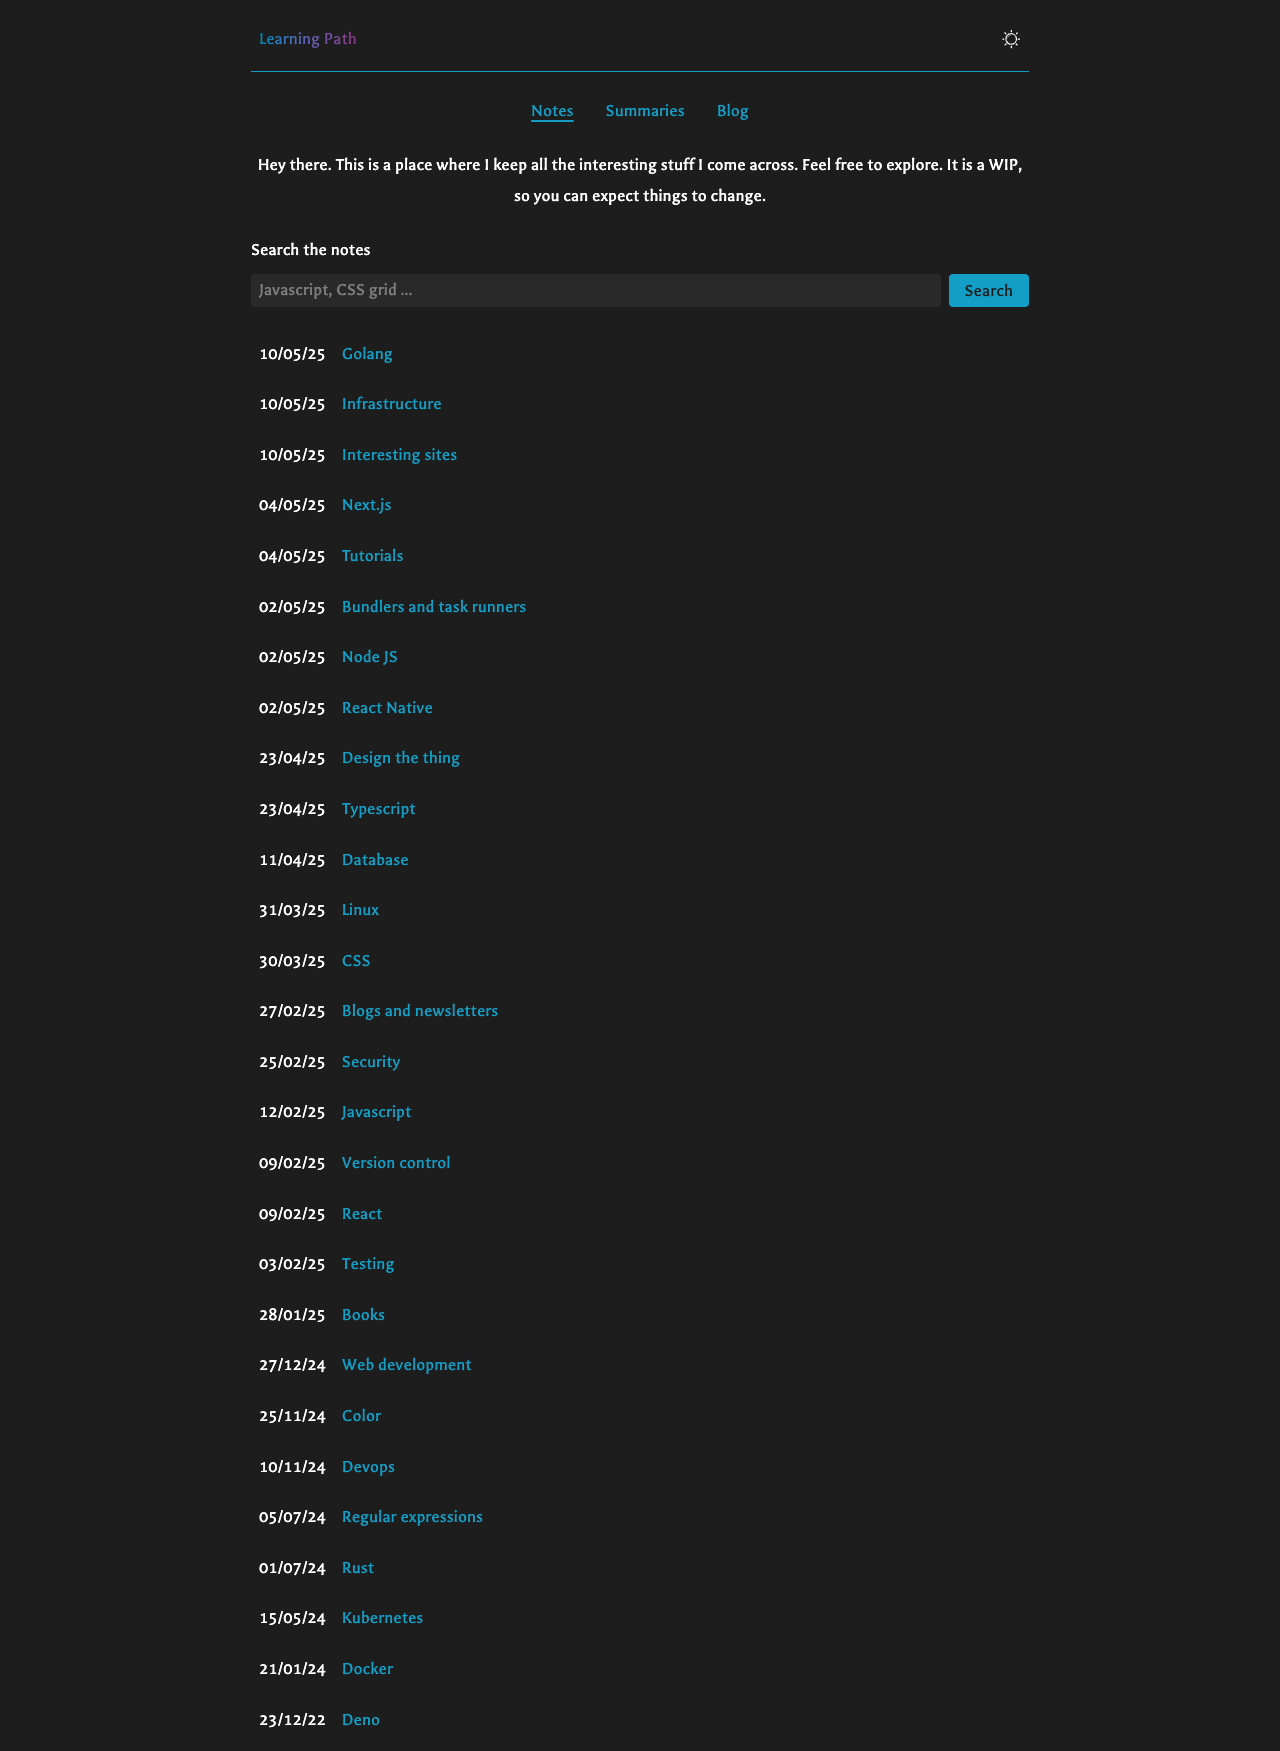 Learning Path
Notes Summaries Blog
Hey there. This is a place where I keep all the interesting stuff I come across. Feel free to explore. It is a WIP,
so you can expect things to change.
Search the notes
Javascript, CSS grid ... Search
10/05/25 Golang
10/05/25 Infrastructure
10/05/25 Interesting sites
04/05/25 Next.js
04/05/25 Tutorials
02/05/25 Bundlers and task runners
02/05/25 Node JS
02/05/25 React Native
23/04/25 Design the thing
23/04/25 Typescript
11/04/25 Database
31/03/25 Linux
30/03/25 CSS
27/02/25 Blogs and newsletters
25/02/25 Security
12/02/25 Javascript
09/02/25 Version control
09/02/25 React
03/02/25 Testing
28/01/25 Books
27/12/24 Web development
25/11/24 Color
10/11/24 Devops
05/07/24 Regular expressions
01/07/24 Rust
15/05/24 Kubernetes
21/01/24 Docker
23/12/22 Deno